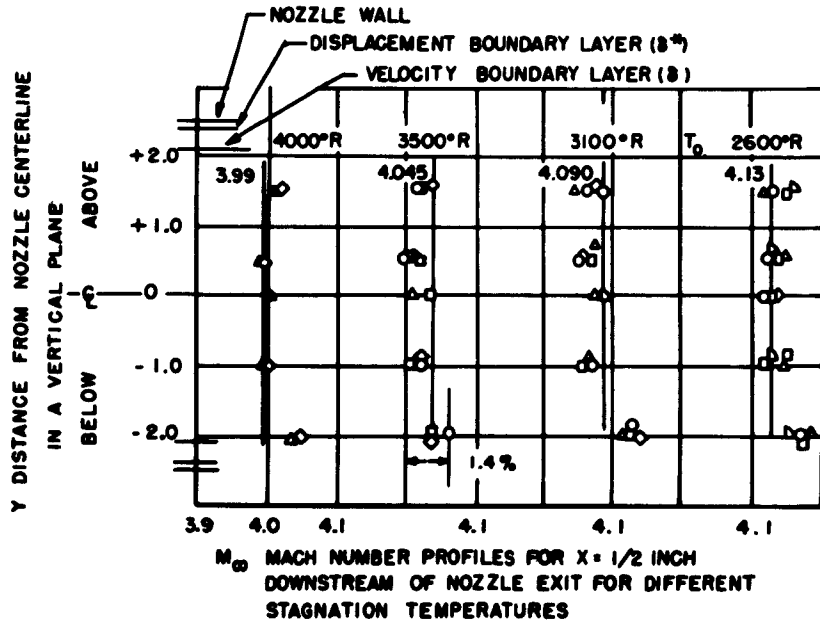 NOZZLE WALL
DISPLACEMENT BOUNDARY LAYER (δ*)
VELOCITY BOUNDARY LAYER (δ)
Y DISTANCE FROM NOZZLE CENTERLINE
IN A VERTICAL PLANE
BELOW ℄ ABOVE
4000°R 3500°R 3100°R T₀ 2600°R
3.99 4.045 4.090 4.13
+2.0
+1.0
0
-1.0
-2.0
1.4%
3.9 4.0 4.1 4.1 4.1 4.1
M∞ MACH NUMBER PROFILES FOR X = 1/2 INCH
DOWNSTREAM OF NOZZLE EXIT FOR DIFFERENT
STAGNATION TEMPERATURES